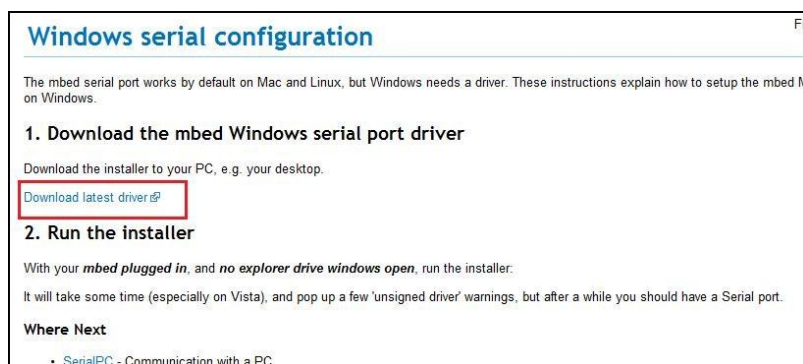 Windows serial configuration
The mbed serial port works by default on Mac and Linux, but Windows needs a driver. These instructions explain how to setup the mbed
on Windows.
1. Download the mbed Windows serial port driver
Download the installer to your PC, e.g. your desktop.
Download latest driver
2. Run the installer
With your mbed plugged in, and no explorer drive windows open, run the installer:
It will take some time (especially on Vista), and pop up a few 'unsigned driver' warnings, but after a while you should have a Serial port.
Where Next
• SerialPC - Communication with a PC